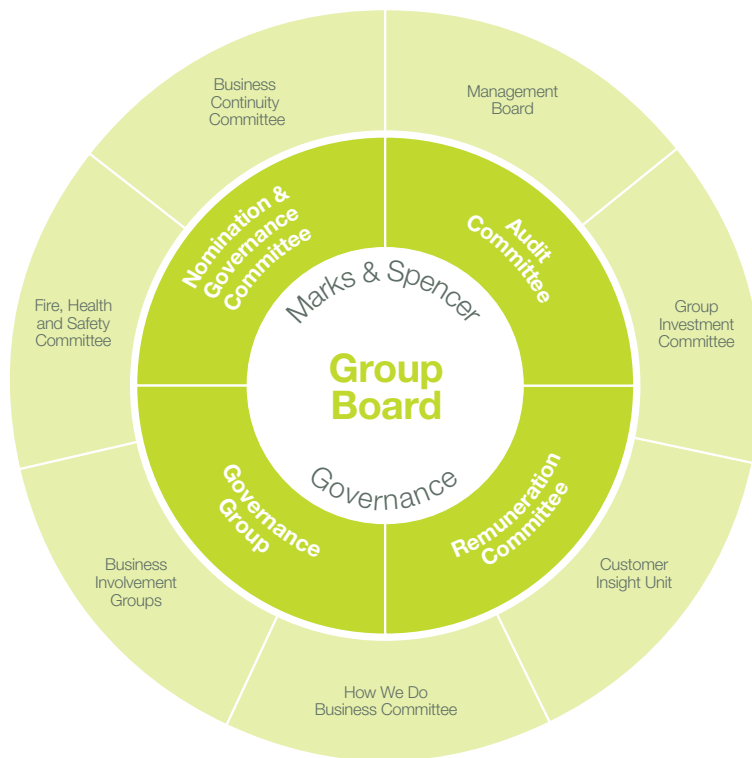 Business
Continuity
Committee
Management
Board
Nomination &
Governance
Committee
Audit
Committee
Fire, Health
and Safety
Committee
Marks & Spencer
Group
Board
Governance
Group
Investment
Committee
Governance
Group
Remuneration
Committee
Business
Involvement
Groups
Customer
Insight Unit
How We Do
Business Committee